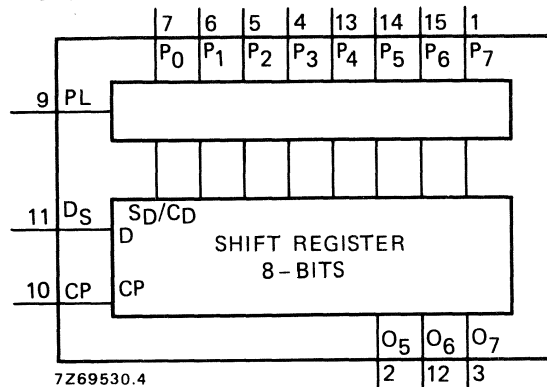 7 6 5 4 13 14 15 1
P0 P1 P2 P3 P4 P5 P6 P7
9 PL
11 DS
SD/CD
D
SHIFT REGISTER
8-BITS
10 CP
CP
O5 O6 O7
2 12 3
7Z69530.4